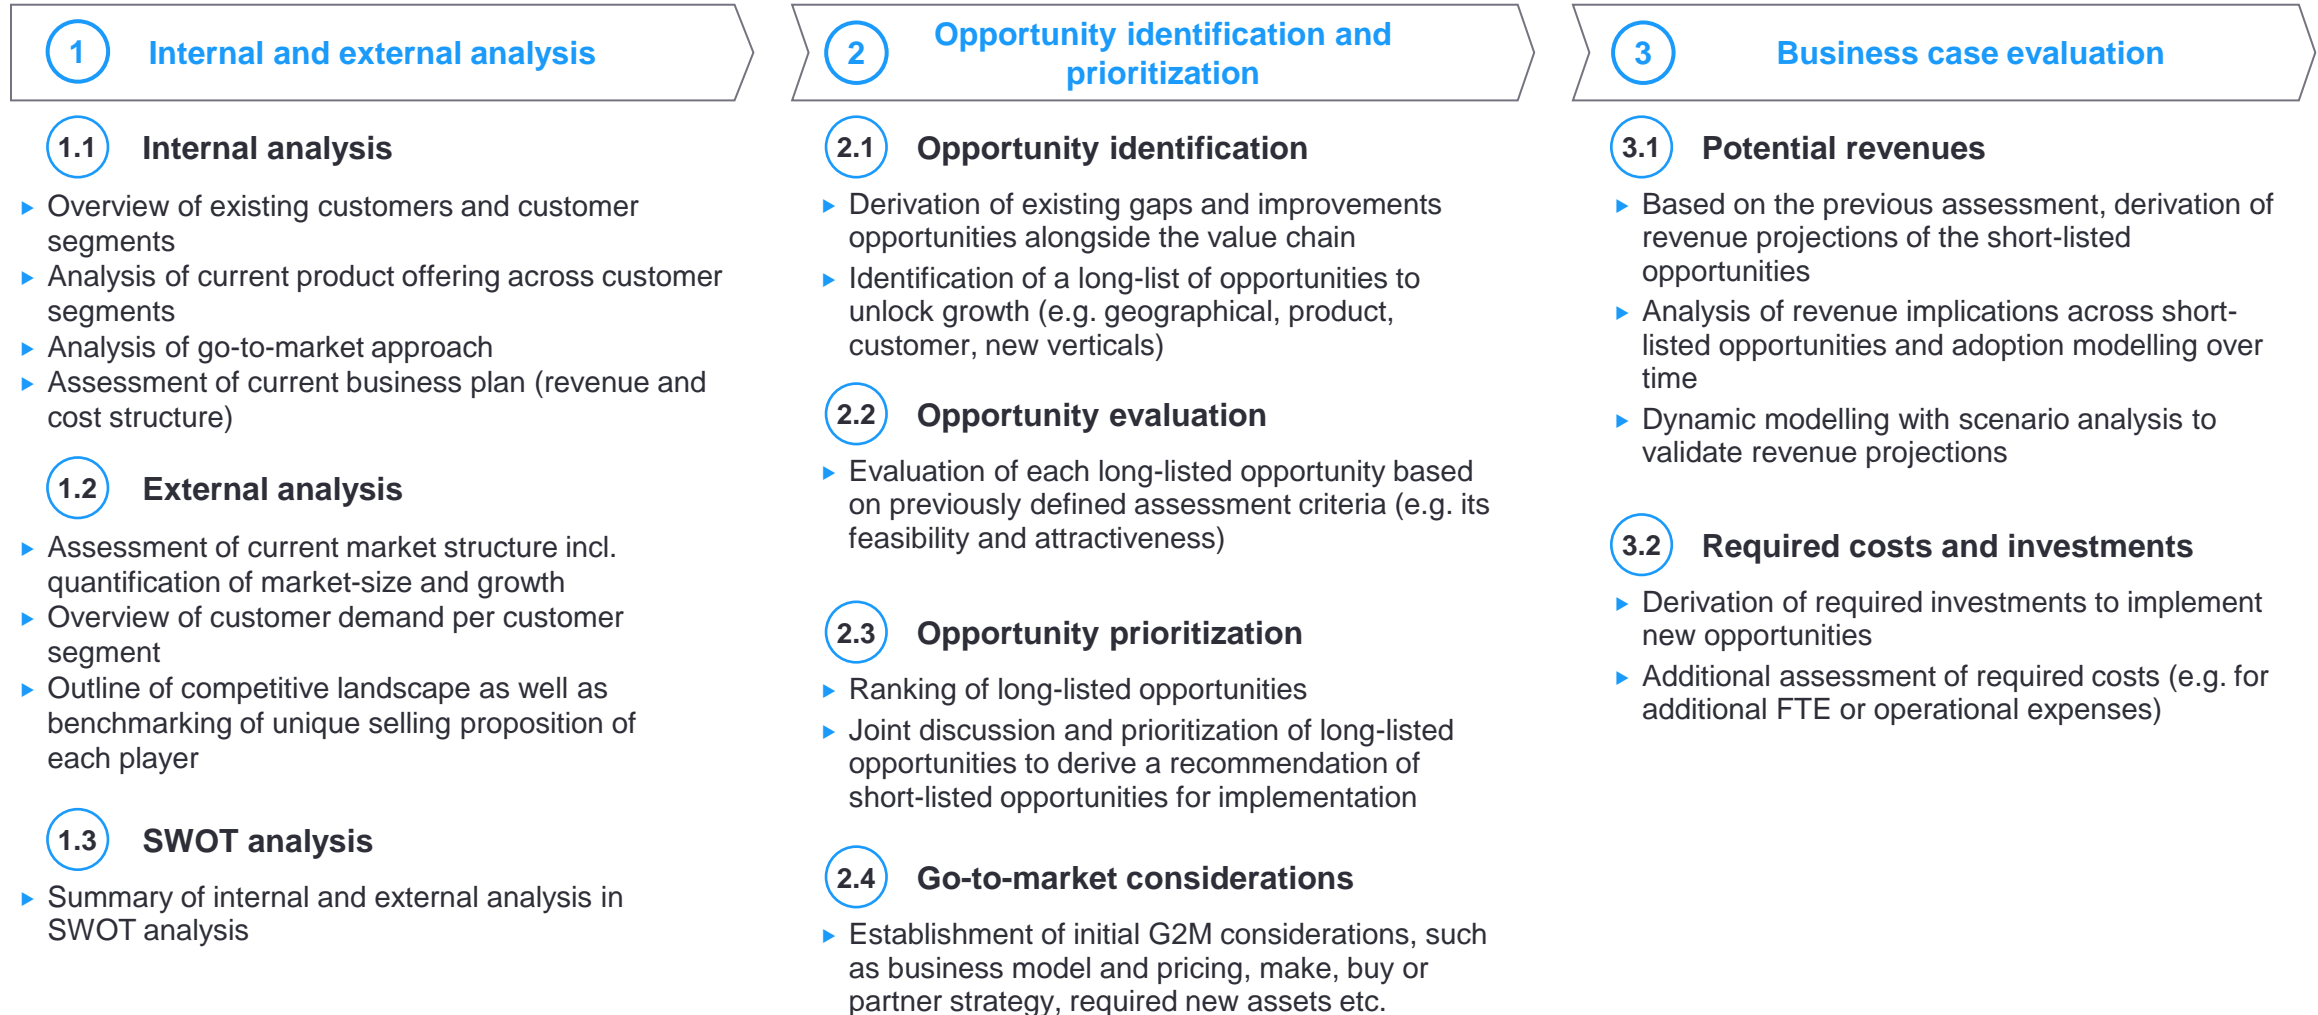 1
Internal and external analysis
1.1
Internal analysis
Overview of existing customers and customer
segments
Analysis of current product offering across customer
segments
Analysis of go-to-market approach
Assessment of current business plan (revenue and
cost structure)
1.2
External analysis
Assessment of current market structure incl.
quantification of market-size and growth
Overview of customer demand per customer
segment
Outline of competitive landscape as well as
benchmarking of unique selling proposition of
each player
1.3
SWOT analysis
Summary of internal and external analysis in
SWOT analysis
2
Opportunity identification and
prioritization
2.1
Opportunity identification
Derivation of existing gaps and improvements
opportunities alongside the value chain
Identification of a long-list of opportunities to
unlock growth (e.g. geographical, product,
customer, new verticals)
2.2
Opportunity evaluation
Evaluation of each long-listed opportunity based
on previously defined assessment criteria (e.g. its
feasibility and attractiveness)
2.3
Opportunity prioritization
Ranking of long-listed opportunities
Joint discussion and prioritization of long-listed
opportunities to derive a recommendation of
short-listed opportunities for implementation
2.4
Go-to-market considerations
Establishment of initial G2M considerations, such
as business model and pricing, make, buy or
partner strategy, required new assets etc.
3
Business case evaluation
3.1
Potential revenues
Based on the previous assessment, derivation of
revenue projections of the short-listed
opportunities
Analysis of revenue implications across short-
listed opportunities and adoption modelling over
time
Dynamic modelling with scenario analysis to
validate revenue projections
3.2
Required costs and investments
Derivation of required investments to implement
new opportunities
Additional assessment of required costs (e.g. for
additional FTE or operational expenses)